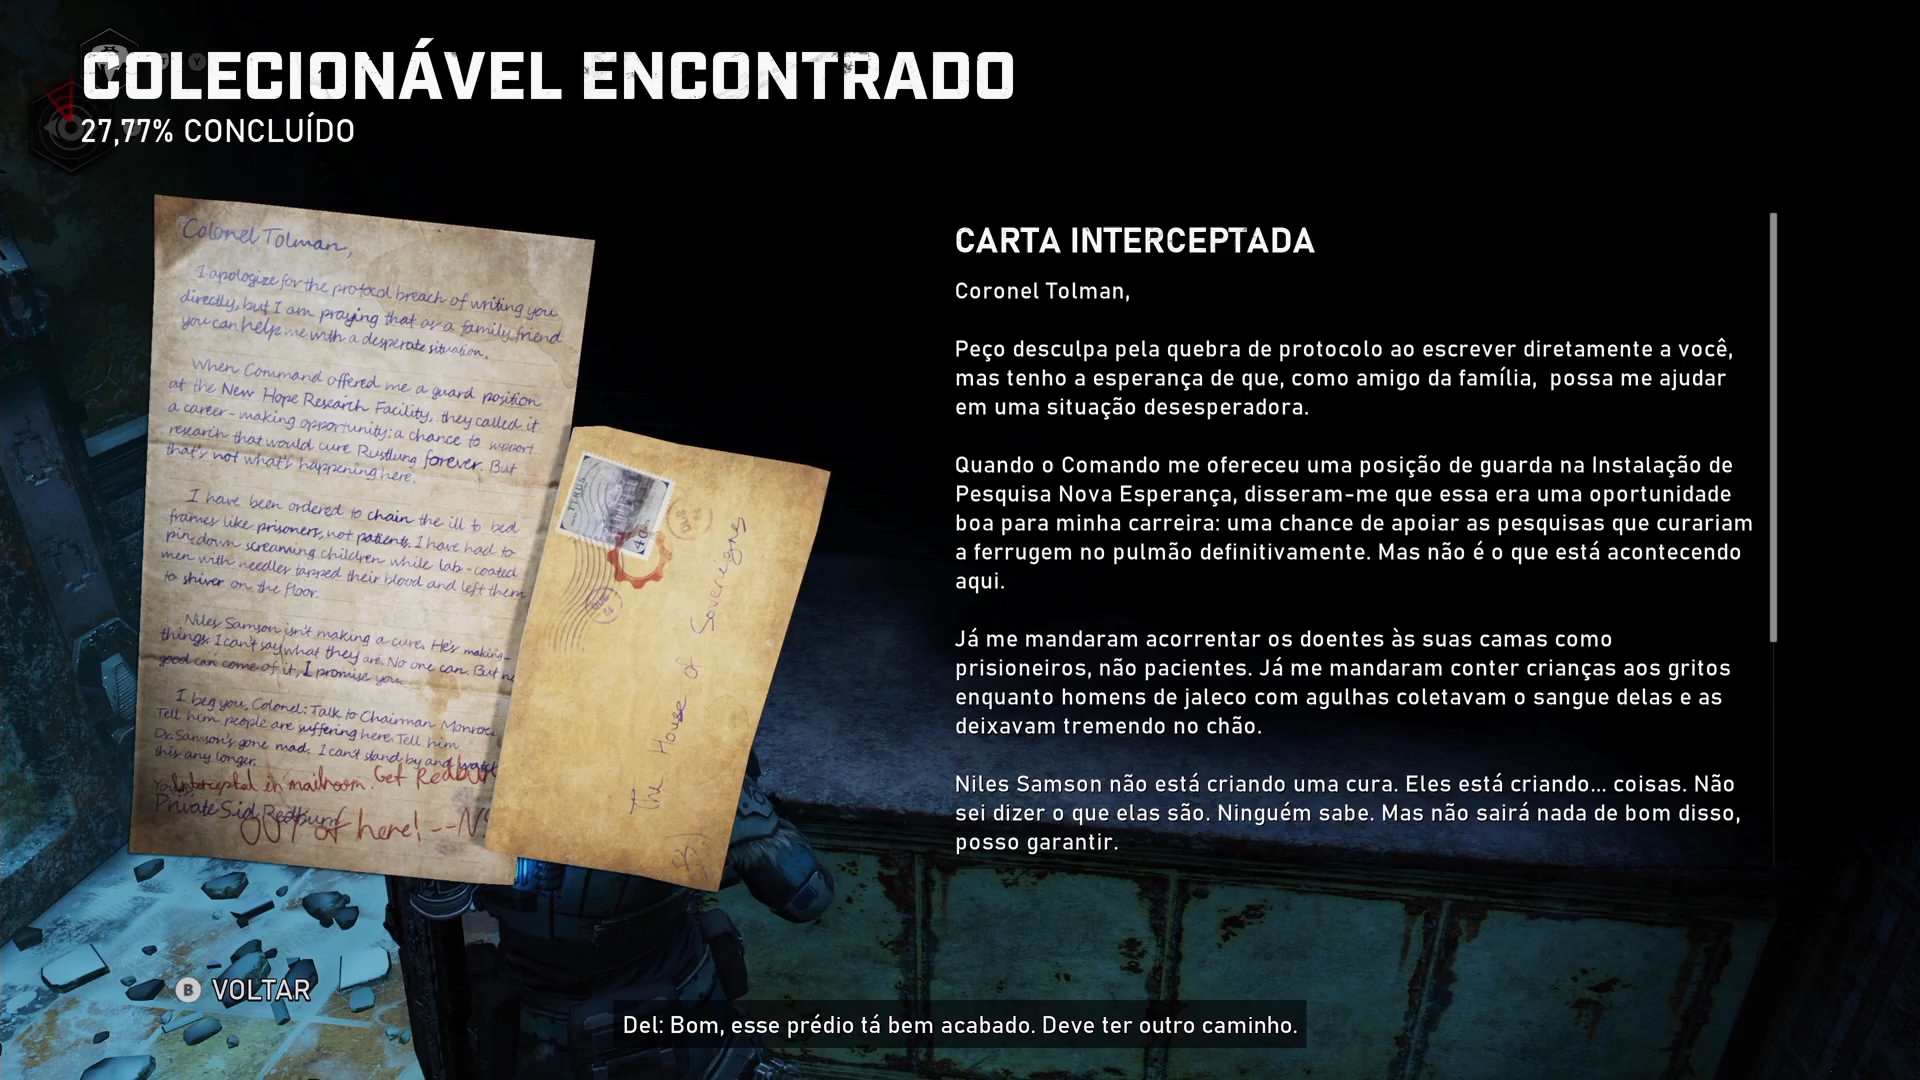 COLECIONÁVEL ENCONTRADO
27,77% CONCLUÍDO
Colonel Tolman,
I apologize for the protocol breach of writing you
directly, but I am praying that as a family friend
you can help me with a desperate situation.
When Command offered me a guard position
at the New Hope Research Facility, they called it
a career-making opportunity: a chance to support
research that would cure Rustlung forever. But
that's not what's happening here.
I have been ordered to chain the ill to bed
frames like prisoners, not patients. I have had to
pin down screaming children while lab-coated
men with needles tapped their blood and left them
to shiver on the floor.
Niles Samson isn't making a cure. He's making-
things. I can't say what they are. No one can. But
good can come of it, I promise you.
I beg you, Colonel: Talk to Chairman Monroe.
Tell him people are suffering here. Tell him
Dr. Samson's gone mad. I can't stand by and watch
this any longer.
Intercepted in mailroom. Get Redburn
Private Sid Redburn
out of here! --N
TYRUS
40
The House of Sovereigns
CARTA INTERCEPTADA
Coronel Tolman,
Peço desculpa pela quebra de protocolo ao escrever diretamente a você,
mas tenho a esperança de que, como amigo da família, possa me ajudar
em uma situação desesperadora.
Quando o Comando me ofereceu uma posição de guarda na Instalação de
Pesquisa Nova Esperança, disseram-me que essa era uma oportunidade
boa para minha carreira: uma chance de apoiar as pesquisas que curariam
a ferrugem no pulmão definitivamente. Mas não é o que está acontecendo
aqui.
Já me mandaram acorrentar os doentes às suas camas como
prisioneiros, não pacientes. Já me mandaram conter crianças aos gritos
enquanto homens de jaleco com agulhas coletavam o sangue delas e as
deixavam tremendo no chão.
Niles Samson não está criando uma cura. Eles está criando... coisas. Não
sei dizer o que elas são. Ninguém sabe. Mas não sairá nada de bom disso,
posso garantir.
B VOLTAR
Del: Bom, esse prédio tá bem acabado. Deve ter outro caminho.